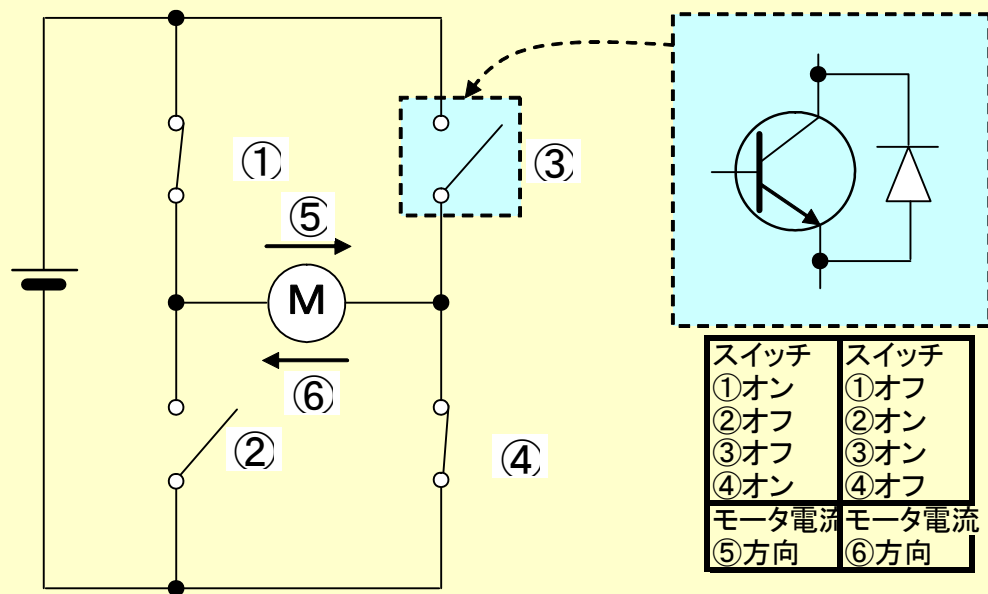 ①
③
⑤
M
⑥
②
④
スイッチ
①オン
②オフ
③オフ
④オン
モータ電流
⑤方向
スイッチ
①オフ
②オン
③オン
④オフ
モータ電流
⑥方向